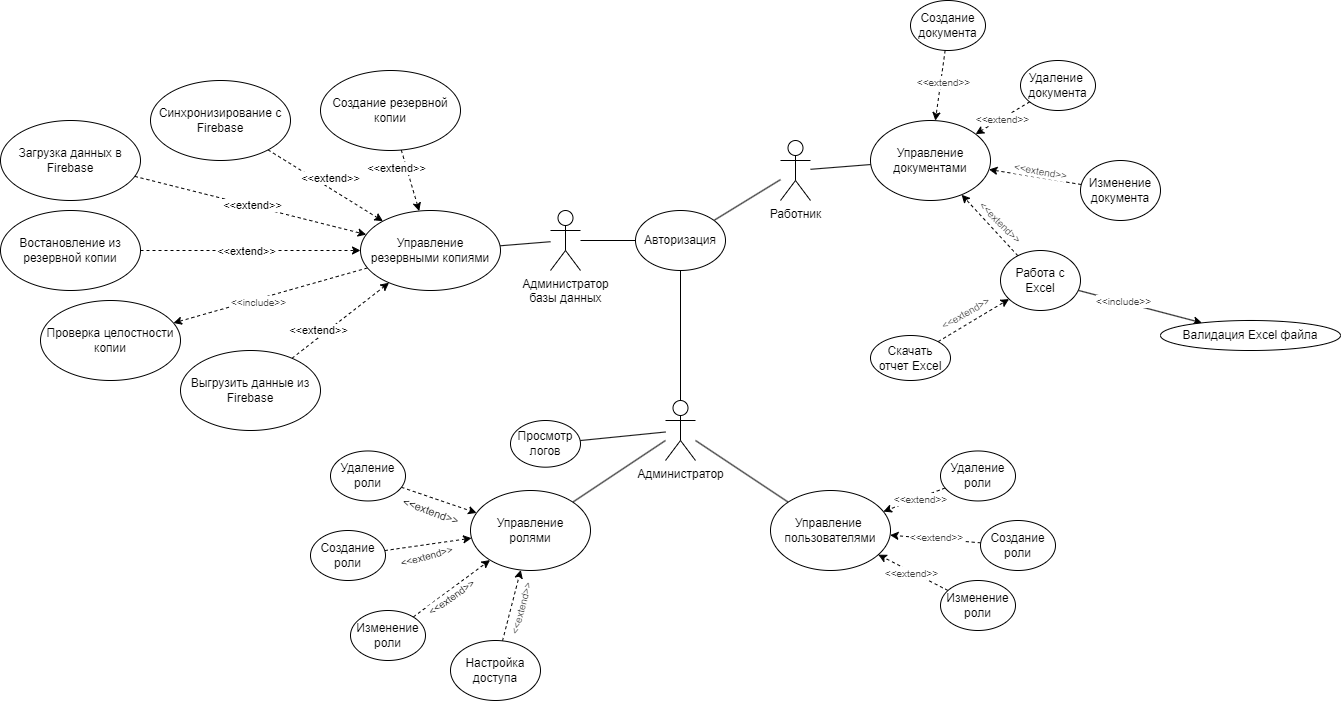 Создание
документа
<<extend>>
Удаление
документа
<<extend>>
Управление
документами
<<extend>>
Изменение
документа
<<extend>>
Работа с
Excel
<<include>>
Валидация Excel файла
<<extend>>
Скачать
отчет Excel
Работник
Авторизация
Администратор
базы данных
Создание резервной
копии
<<extend>>
Синхронизирование с
Firebase
<<extend>>
Загрузка данных в
Firebase
<<extend>>
Востановление из
резервной копии
<<extend>>
Управление
резервными копиями
<<include>>
Проверка целостности
копии
<<extend>>
Выгрузить данные из
Firebase
Просмотр
логов
Администратор
Удаление
роли
<<extend>>
Управление
ролями
Создание
роли
<<extend>>
Изменение
роли
<<extend>>
<<extend>>
Настройка
доступа
Управление
пользователями
<<extend>>
Удаление
роли
<<extend>>
Создание
роли
<<extend>>
Изменение
роли